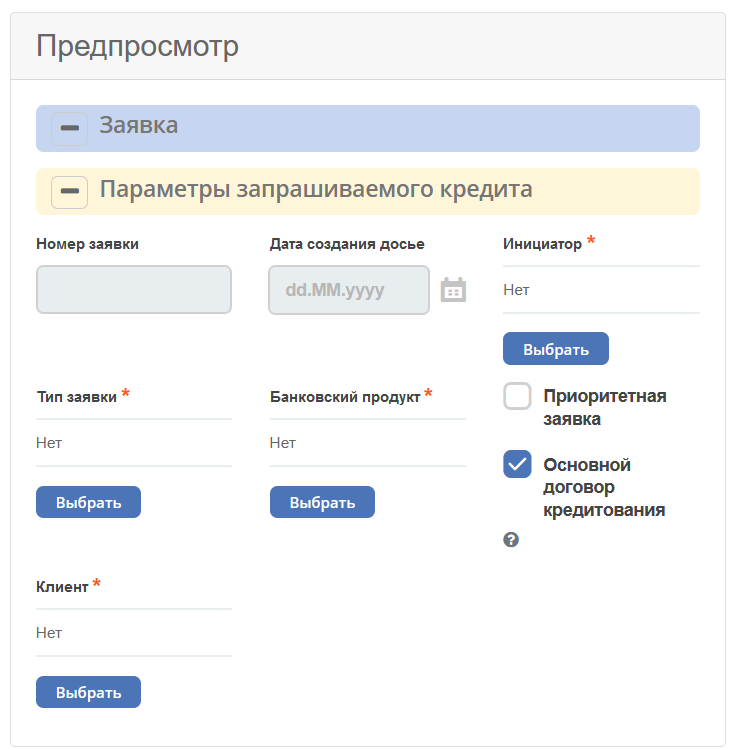 Предпросмотр
Заявка
Параметры запрашиваемого кредита
Номер заявки
dd.MM.yyyy
Дата создания досье
Инициатор *
Нет
Выбрать
Тип заявки *
Нет
Выбрать
Банковский продукт *
Нет
Выбрать
Приоритетная
заявка
Основной
договор
кредитования
?
Клиент *
Нет
Выбрать